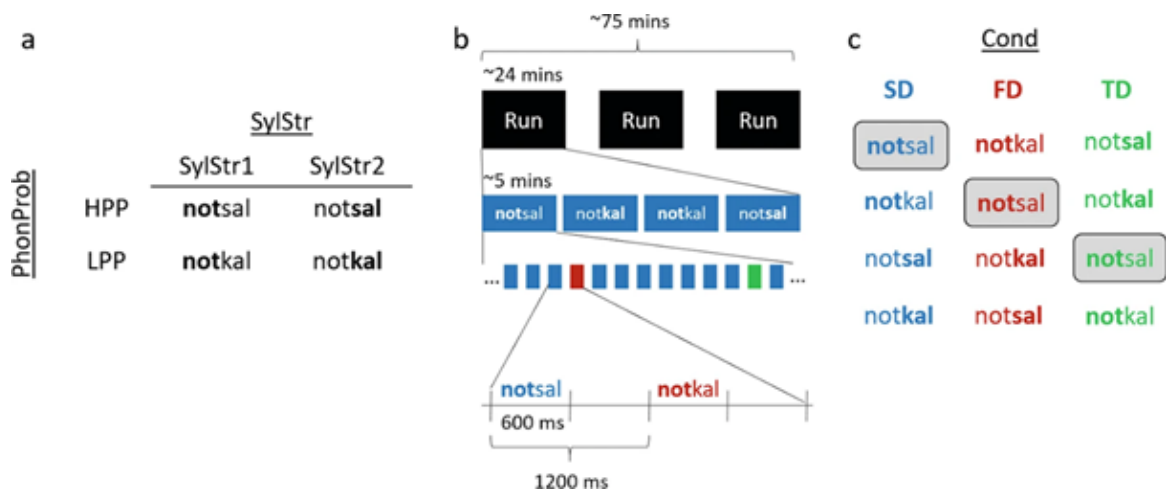 a
SylStr
SylStr1 SylStr2
PhonProb
HPP notsal notsal
LPP notkal notkal
b
~75 mins
~24 mins
Run Run Run
~5 mins
notsal notkal notkal notsal
... ...
notsal notkal
600 ms
1200 ms
c
Cond
SD FD TD
notsal notkal notsal
notkal notsal notkal
notsal notkal notsal
notkal notsal notkal